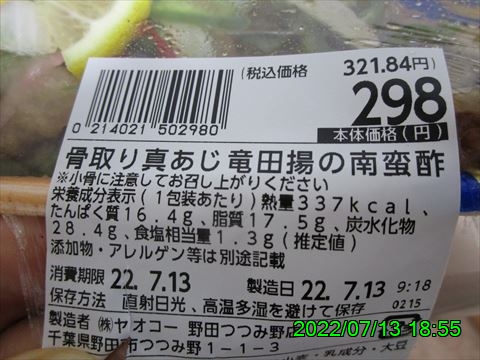 (税込価格 321.84円)
298
本体価格(円)
0 214021 502980
骨取り真あじ竜田揚の南蛮酢
※小骨に注意してお召し上がりください
栄養成分表示(1包装あたり)熱量337kcal、
たんぱく質16.4g、脂質17.5g、炭水化物
28.4g、食塩相当量1.3g(推定値)
添加物・アレルゲン等は別途記載
消費期限 22.7.13 製造日 22.7.13 9:18
保存方法 直射日光、高温多湿を避けて保存 0215
製造者 ㈱ヤオコー 野田つつみ野店
千葉県野田市つつみ野1-1-3
乳成分・大豆
2022/07/13 18:55